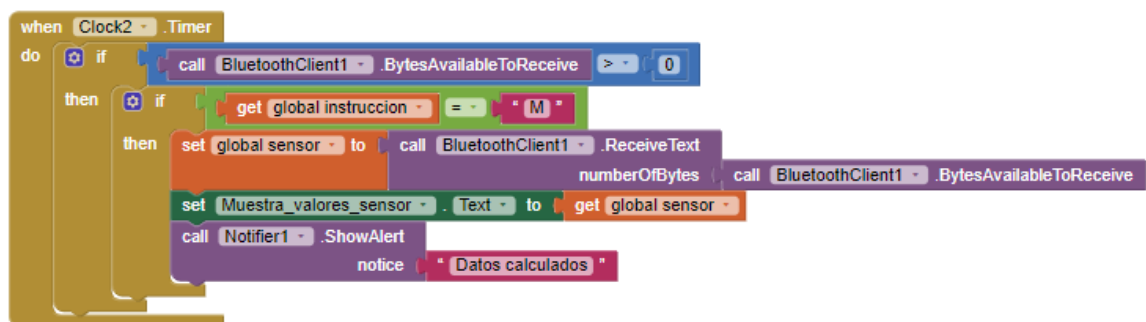 when Clock2 .Timer
do if call BluetoothClient1 .BytesAvailableToReceive > 0
then if get global instruccion = " M "
then set global sensor to call BluetoothClient1 .ReceiveText
numberOfBytes call BluetoothClient1 .BytesAvailableToReceive
set Muestra_valores_sensor . Text to get global sensor
call Notifier1 .ShowAlert
notice " Datos calculados "